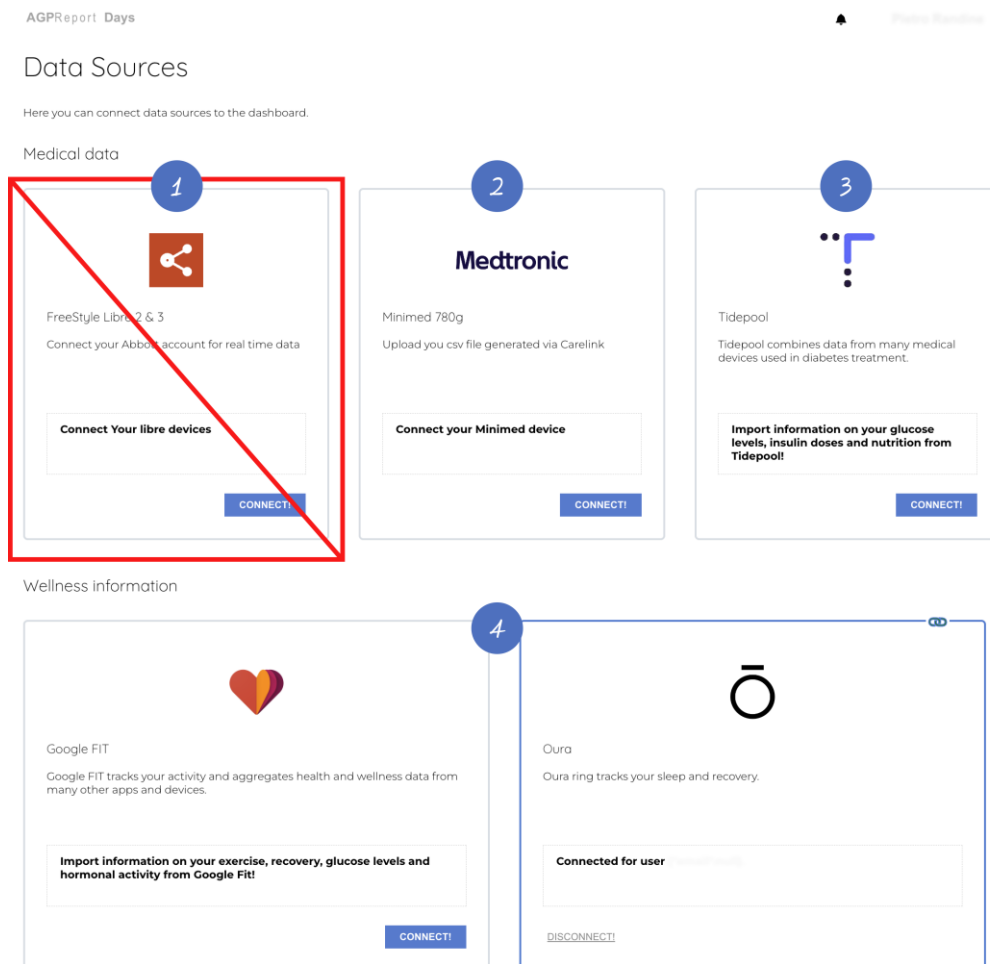 AGPReport Days
Data Sources
Here you can connect data sources to the dashboard.
Medical data
1
FreeStyle Libre 2 & 3
Connect your Abbott account for real time data
Connect Your libre devices
CONNECT!
2
Medtronic
Minimed 780g
Upload you csv file generated via Carelink
Connect your Minimed device
CONNECT!
3
Tidepool
Tidepool combines data from many medical
devices used in diabetes treatment.
Import information on your glucose
levels, insulin doses and nutrition from
Tidepool!
CONNECT!
Wellness information
4
Google FIT
Google FIT tracks your activity and aggregates health and wellness data from
many other apps and devices.
Import information on your exercise, recovery, glucose levels and
hormonal activity from Google Fit!
CONNECT!
Oura
Oura ring tracks your sleep and recovery.
Connected for user
DISCONNECT!